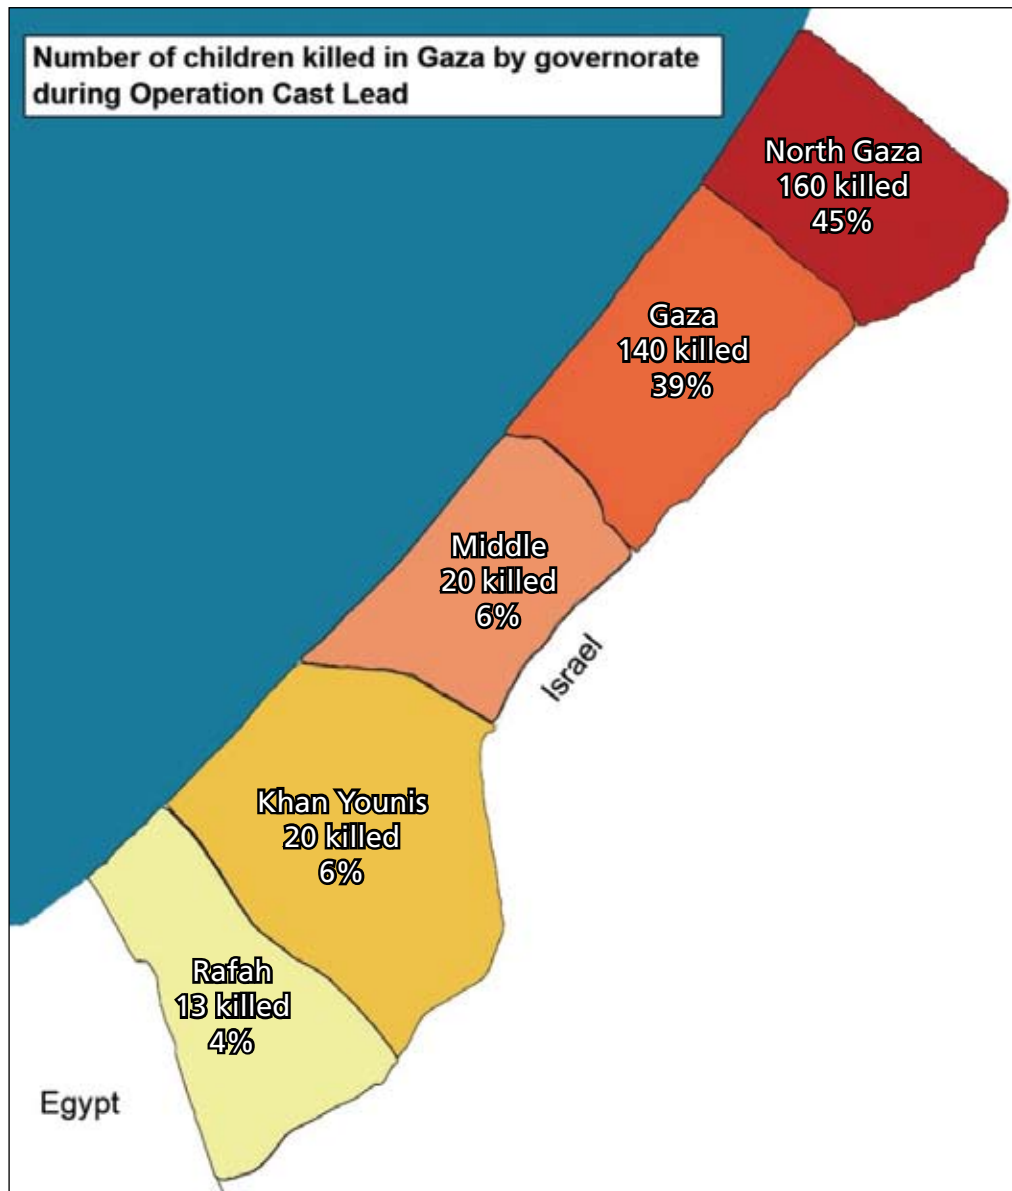 Number of children killed in Gaza by governorate
during Operation Cast Lead
North Gaza
160 killed
45%
Gaza
140 killed
39%
Middle
20 killed
6%
Israel
Khan Younis
20 killed
6%
Rafah
13 killed
4%
Egypt